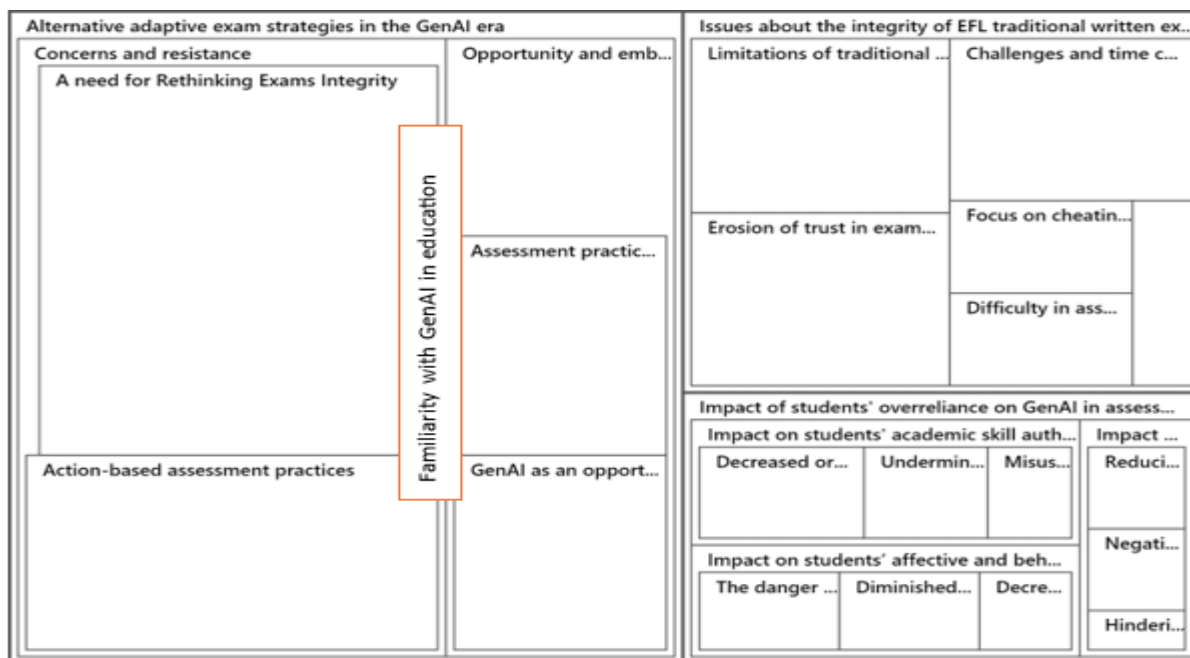 Alternative adaptive exam strategies in the GenAI era
Concerns and resistance
A need for Rethinking Exams Integrity
Action-based assessment practices
Familiarity with GenAI in education
Opportunity and emb...
Assessment practic...
GenAI as an opport...
Issues about the integrity of EFL traditional written ex...
Limitations of traditional ...
Challenges and time c...
Erosion of trust in exam...
Focus on cheatin...
Difficulty in ass...
Impact of students' overreliance on GenAI in assess...
Impact on students' academic skill auth...
Decreased or...
Undermin...
Misus...
Impact on students' affective and beh...
The danger ...
Diminished...
Decre...
Impact ...
Reduci...
Negati...
Hinderi...